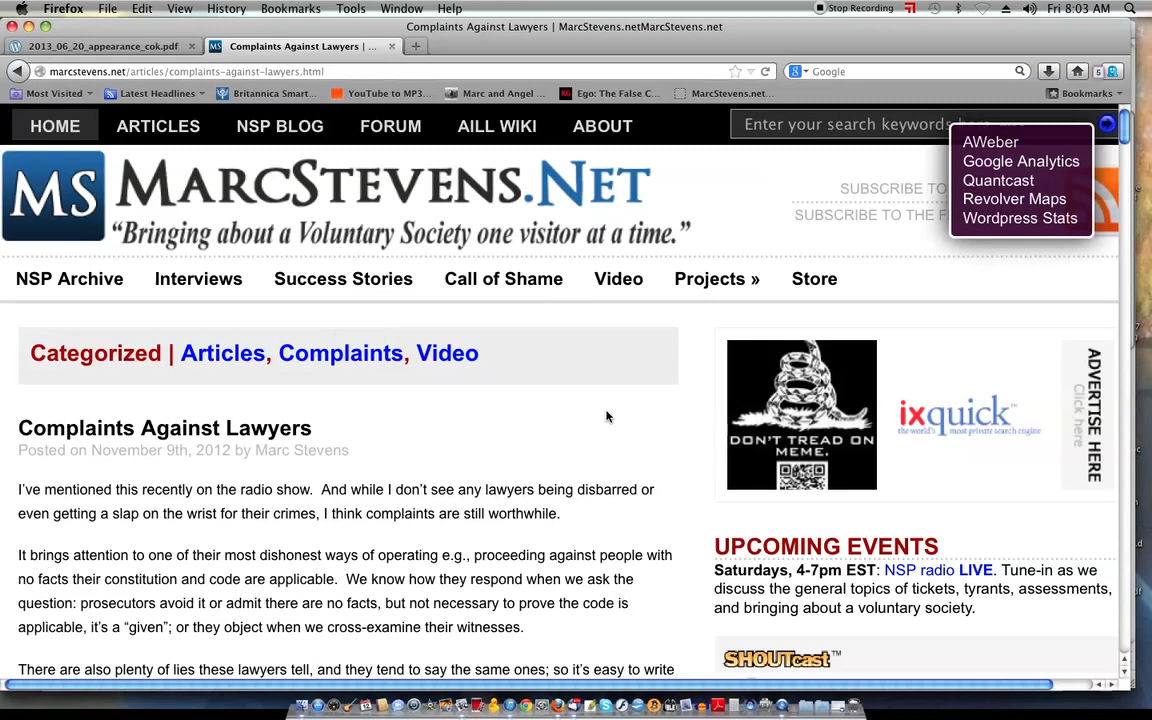 Firefox File Edit View History Bookmarks Tools Window Help Stop Recording Fri 8:03 AM
Complaints Against Lawyers | MarcStevens.netMarcStevens.net
2013_06_20_appearance_cok.pdf Complaints Against Lawyers | ...
marcstevens.net/articles/complaints-against-lawyers.html Google 5
Most Visited Latest Headlines Britannica Smart... YouTube to MP3... Marc and Angel ... Ego: The False C... MarcStevens.net... Bookmarks
HOME ARTICLES NSP BLOG FORUM AILL WIKI ABOUT Enter your search keywords
AWeber
Google Analytics
Quantcast
Revolver Maps
Wordpress Stats
MS MARCSTEVENS.NET
“Bringing about a Voluntary Society one visitor at a time.”
SUBSCRIBE TO
SUBSCRIBE TO THE F
NSP Archive Interviews Success Stories Call of Shame Video Projects » Store
Categorized | Articles, Complaints, Video
Complaints Against Lawyers
Posted on November 9th, 2012 by Marc Stevens
I’ve mentioned this recently on the radio show. And while I don’t see any lawyers being disbarred or
even getting a slap on the wrist for their crimes, I think complaints are still worthwhile.
It brings attention to one of their most dishonest ways of operating e.g., proceeding against people with
no facts their constitution and code are applicable. We know how they respond when we ask the
question: prosecutors avoid it or admit there are no facts, but not necessary to prove the code is
applicable, it’s a “given”; or they object when we cross-examine their witnesses.
There are also plenty of lies these lawyers tell, and they tend to say the same ones; so it’s easy to write
DON'T TREAD ON
MEME.
ixquick™
the world's most private search engine
ADVERTISE HERE
Click here
UPCOMING EVENTS
Saturdays, 4-7pm EST: NSP radio LIVE. Tune-in as we
discuss the general topics of tickets, tyrants, assessments,
and bringing about a voluntary society.
SHOUTcast™